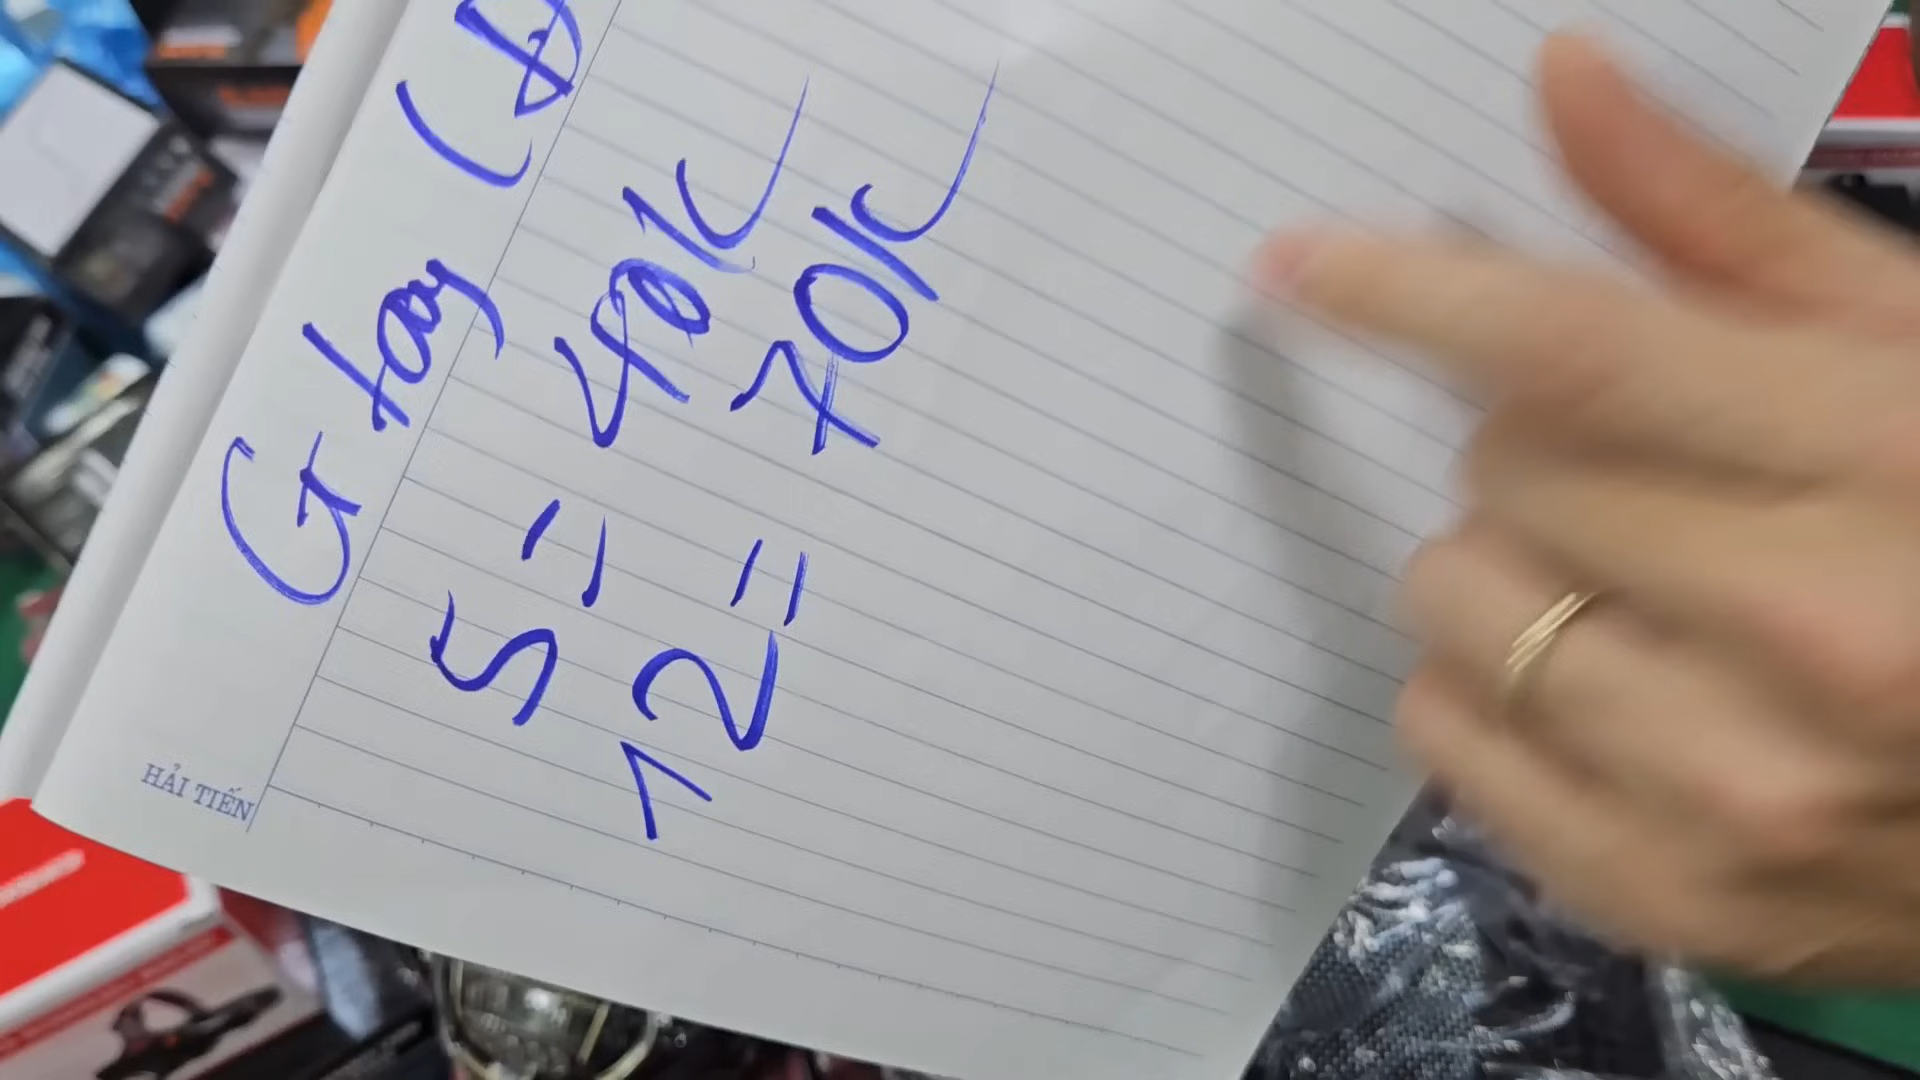 G tay (Đ
5 = 40K
12 = 70K
HẢI TIẾN